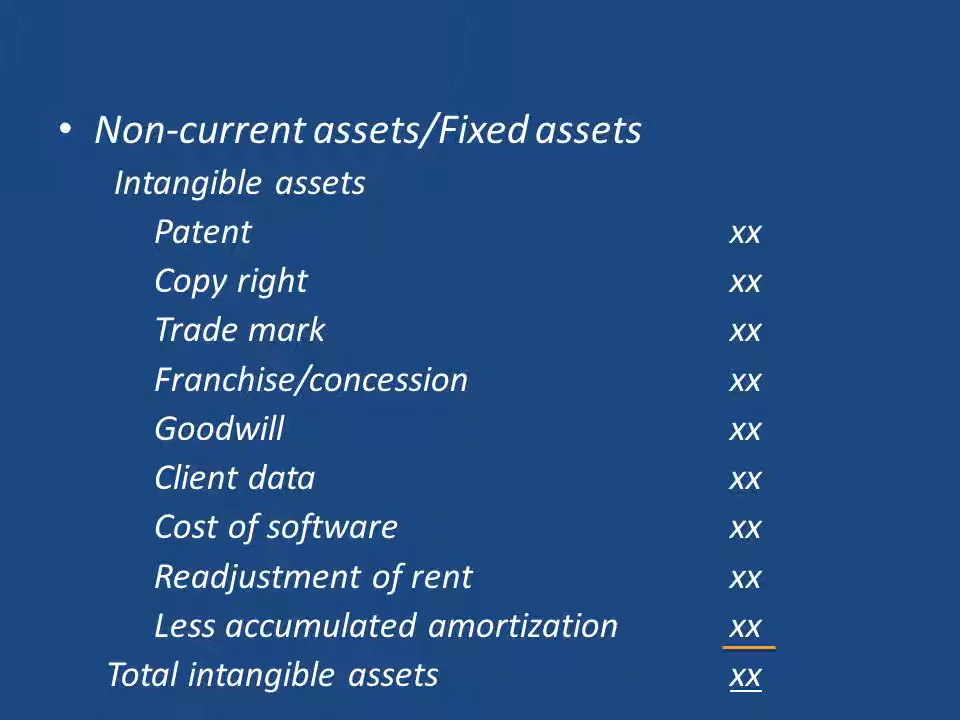 • Non-current assets/Fixed assets
Intangible assets
Patent xx
Copy right xx
Trade mark xx
Franchise/concession xx
Goodwill xx
Client data xx
Cost of software xx
Readjustment of rent xx
Less accumulated amortization xx
Total intangible assets xx